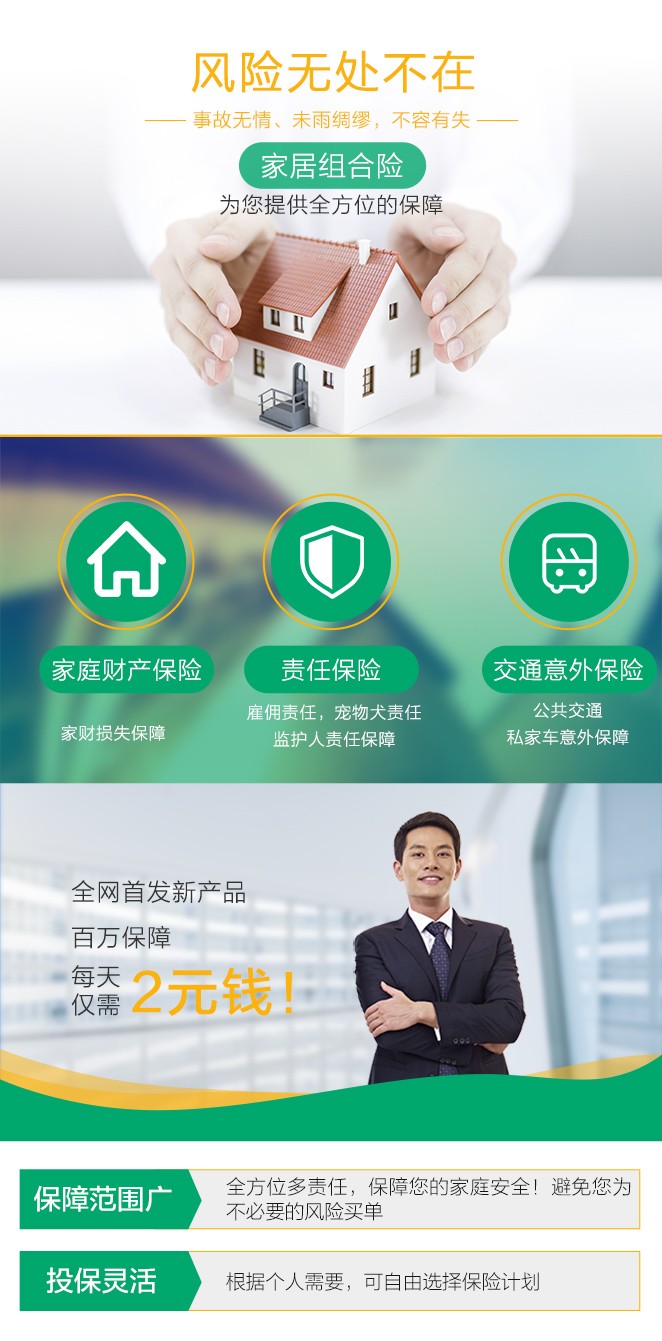 风险无处不在
事故无情、未雨绸缪，不容有失
家居组合险
为您提供全方位的保障
家庭财产保险
责任保险
交通意外保险
家财损失保障
雇佣责任，宠物犬责任
监护人责任保障
公共交通
私家车意外保障
全网首发新产品
百万保障
每天
仅需
2元钱！
保障范围广
全方位多责任，保障您的家庭安全！避免您为
不必要的风险买单
投保灵活
根据个人需要，可自由选择保险计划